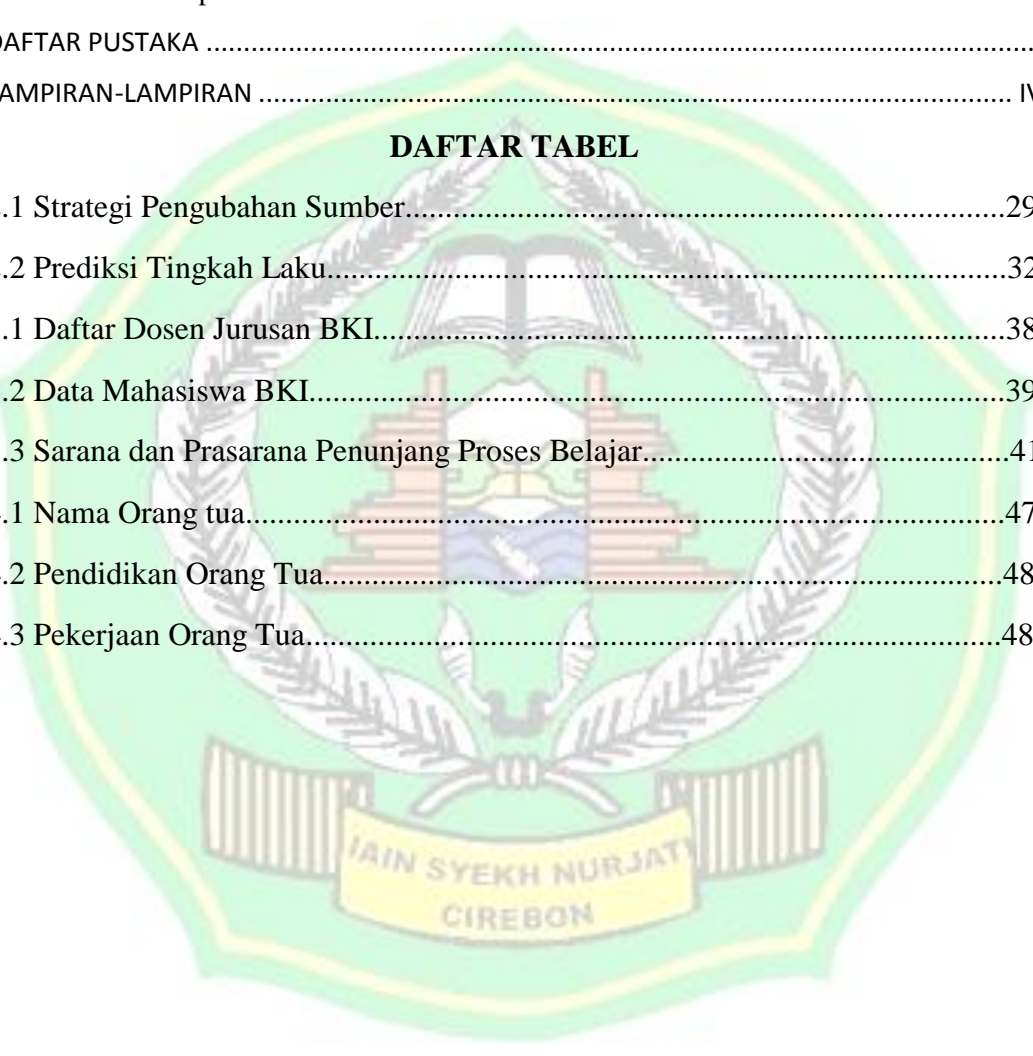 DAFTAR PUSTAKA ..........................................................................................................
AMPIRAN-LAMPIRAN .................................................................................................... IV
DAFTAR TABEL
.1 Strategi Pengubahan Sumber...........................................................................29
.2 Prediksi Tingkah Laku.....................................................................................32
.1 Daftar Dosen Jurusan BKI...............................................................................38
.2 Data Mahasiswa BKI.......................................................................................39
.3 Sarana dan Prasarana Penunjang Proses Belajar..............................................41
.1 Nama Orang tua...............................................................................................47
.2 Pendidikan Orang Tua.....................................................................................48
.3 Pekerjaan Orang Tua.......................................................................................48
IAIN SYEKH NURJATI
CIREBON